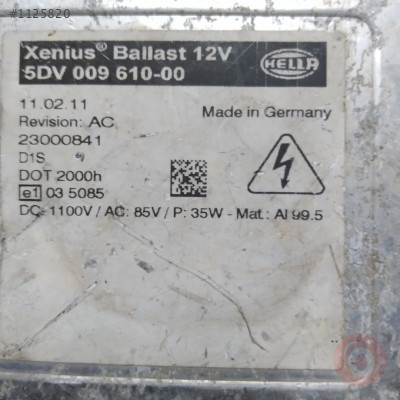 #1125820
Xenius® Ballast 12V
5DV 009 610-00
HELLA
11.02.11
Revision: AC
Made in Germany
23000841
D1S
DOT 2000h
e1 03 5085
DC-1100V / AC: 85V / P: 35W - Mat.: Al 99.5